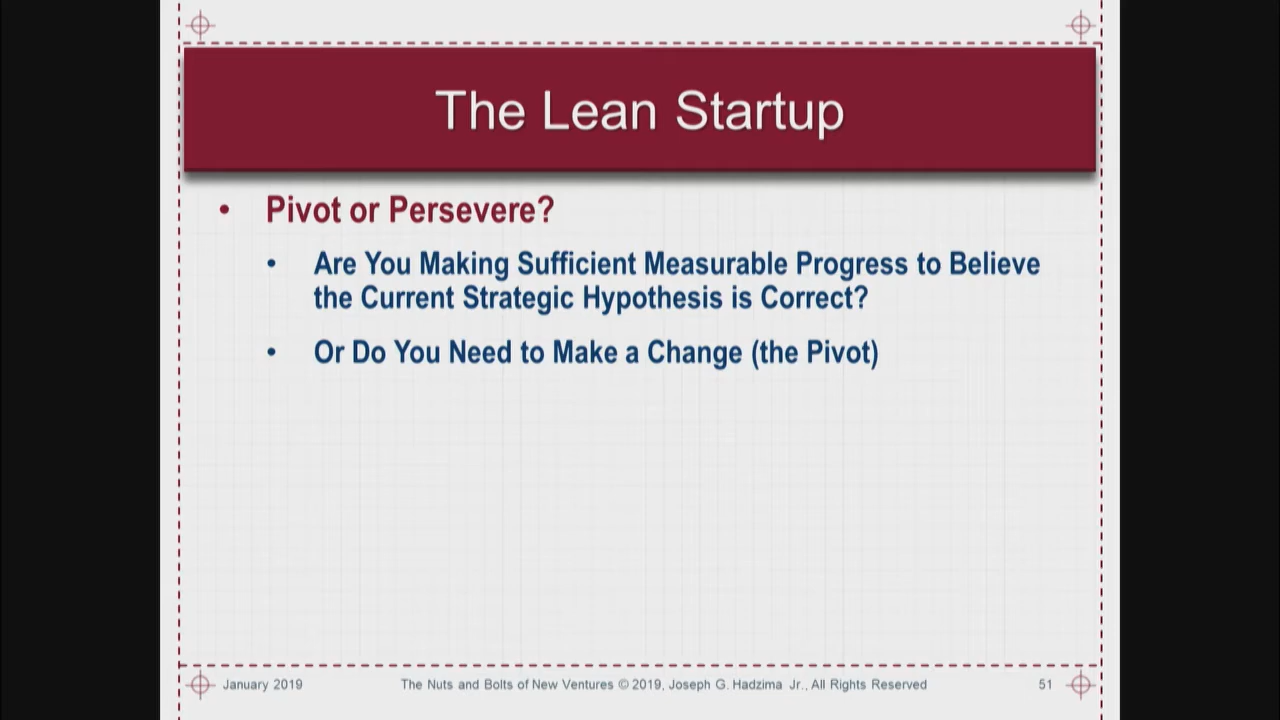 The Lean Startup
• Pivot or Persevere?
• Are You Making Sufficient Measurable Progress to Believe
the Current Strategic Hypothesis is Correct?
• Or Do You Need to Make a Change (the Pivot)
January 2019
The Nuts and Bolts of New Ventures © 2019, Joseph G. Hadzima Jr., All Rights Reserved
51